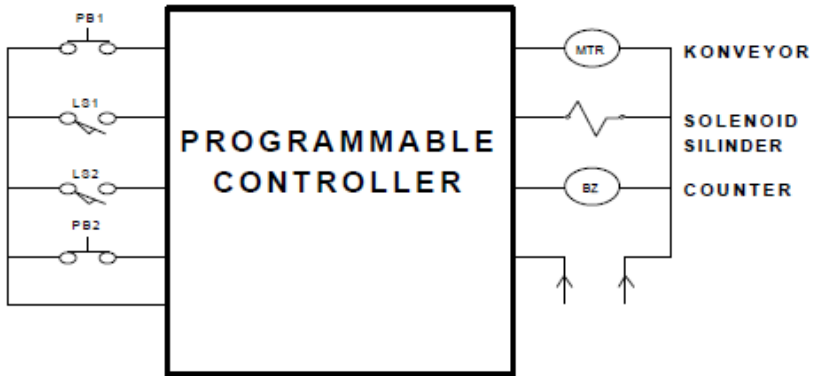 PB1
MTR
KONVEYOR
LS1
SOLENOID
SILINDER
PROGRAMMABLE
CONTROLLER
LS2
BZ
COUNTER
PB2